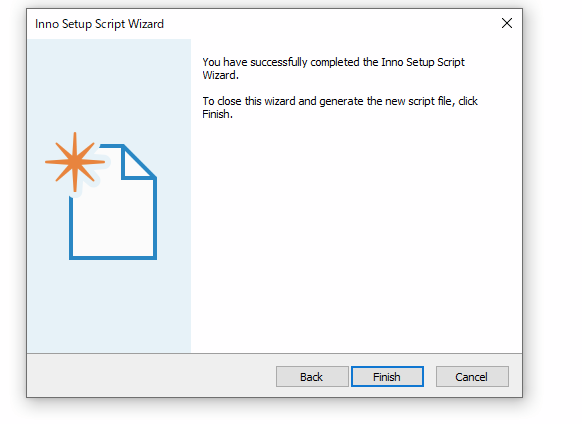 Inno Setup Script Wizard
You have successfully completed the Inno Setup Script
Wizard.
To close this wizard and generate the new script file, click
Finish.
Back
Finish
Cancel